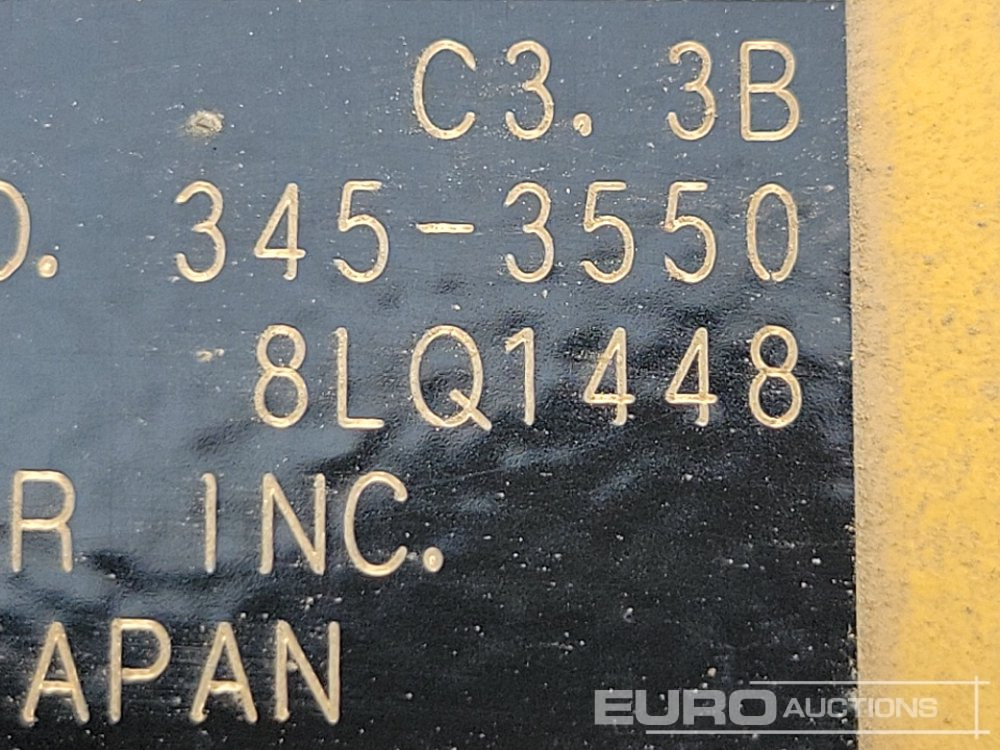 C3.3B
O. 345-3550
8LQ1448
R INC.
APAN
EURO AUCTIONS